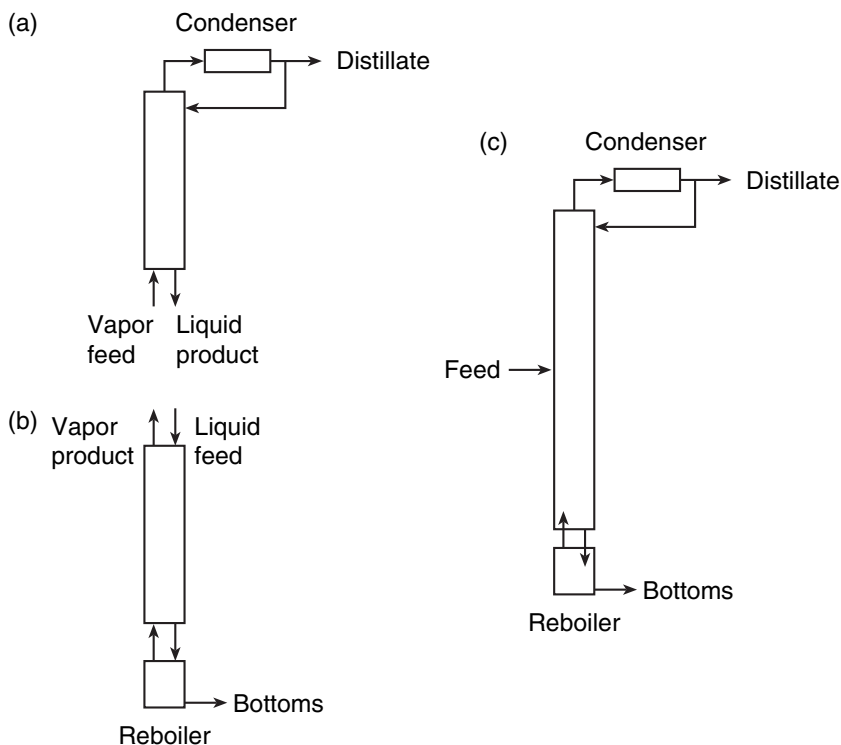 (a)
Condenser
Distillate
Vapor
feed
Liquid
product
(b)
Vapor
product
Liquid
feed
Bottoms
Reboiler
(c)
Condenser
Distillate
Feed
Bottoms
Reboiler